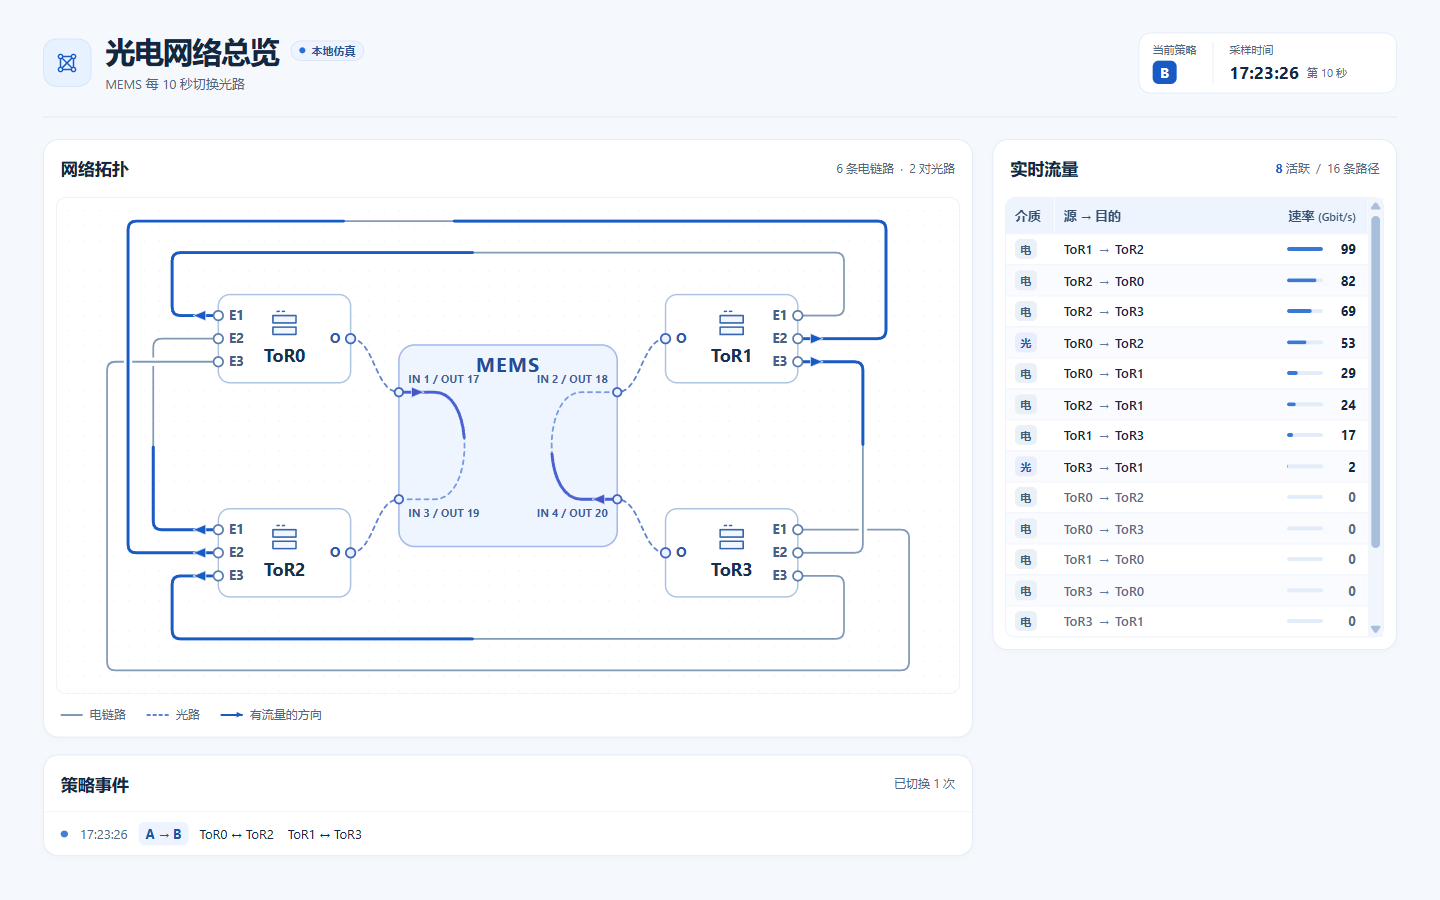 光电网络总览
本地仿真
MEMS 每 10 秒切换光路
当前策略
B
采样时间
17:23:26 第 10 秒
网络拓扑
6 条电链路 · 2 对光路
E1
E2
E3
O
ToR0
E1
E2
E3
O
ToR1
MEMS
IN 1 / OUT 17
IN 2 / OUT 18
IN 3 / OUT 19
IN 4 / OUT 20
E1
E2
E3
O
ToR2
E1
E2
E3
O
ToR3
电链路
光路
有流量的方向
实时流量
8 活跃 / 16 条路径
介质 源 → 目的 速率 (Gbit/s)
电 ToR1 → ToR2 99
电 ToR2 → ToR0 82
电 ToR2 → ToR3 69
光 ToR0 → ToR2 53
电 ToR0 → ToR1 29
电 ToR2 → ToR1 24
电 ToR1 → ToR3 17
光 ToR3 → ToR1 2
电 ToR0 → ToR2 0
电 ToR0 → ToR3 0
电 ToR1 → ToR0 0
电 ToR3 → ToR0 0
电 ToR3 → ToR1 0
策略事件
已切换 1 次
17:23:26 A → B ToR0 ↔ ToR2 ToR1 ↔ ToR3